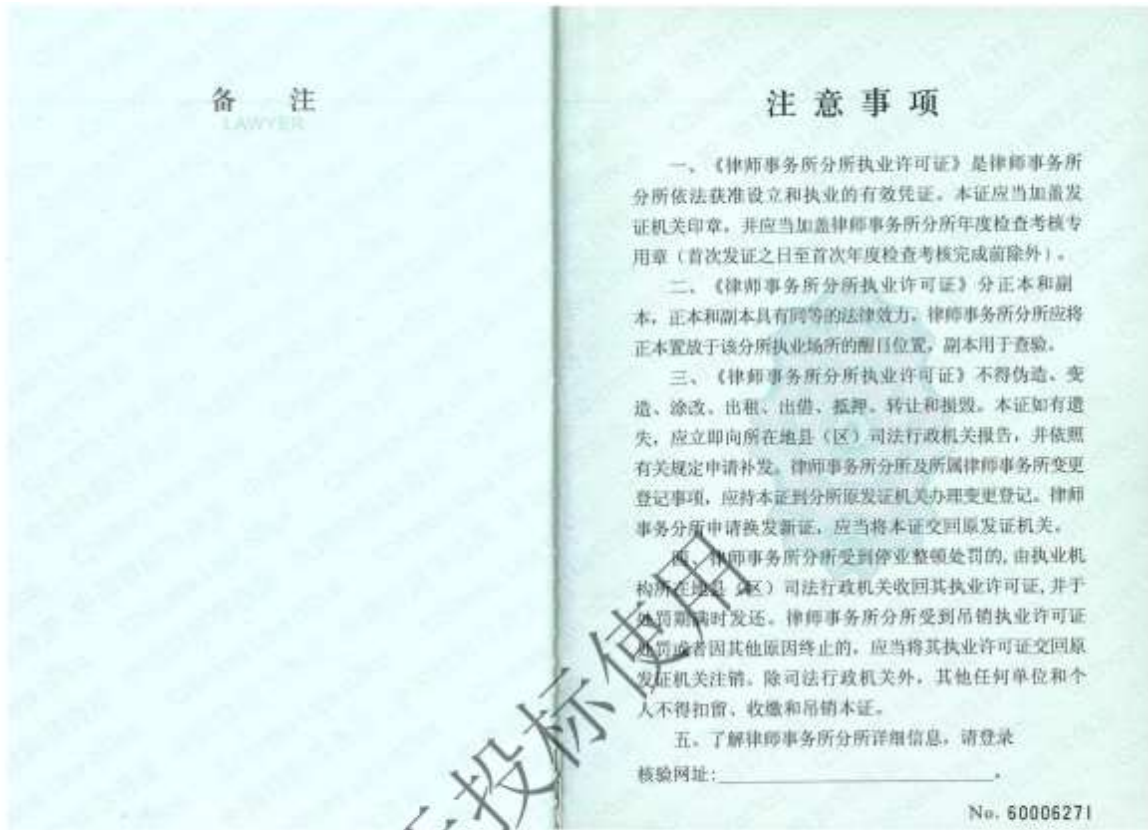 备 注
LAWYER
注 意 事 项
一、《律师事务所分所执业许可证》是律师事务所
分所依法获准设立和执业的有效凭证。本证应当加盖发
证机关印章,并应当加盖律师事务所分所年度检查考核专
用章(首次发证之日至首次年度检查考核完成前除外)。
二、《律师事务所分所执业许可证》分正本和副
本,正本和副本具有同等的法律效力。律师事务所分所应将
正本置放于该分所执业场所的醒目位置,副本用于查验。
三、《律师事务所分所执业许可证》不得伪造、变
造、涂改、出租、出借、抵押、转让和损毁。本证如有遗
失,应立即向所在地县(区)司法行政机关报告,并依照
有关规定申请补发。律师事务所分所及所属律师事务所变更
登记事项,应持本证到分所原发证机关办理变更登记。律师
事务分所申请换发新证,应当将本证交回原发证机关。
四、律师事务所分所受到停业整顿处罚的,由执业机
构所在地县(区)司法行政机关收回其执业许可证,并于
处罚期满时发还。律师事务所分所受到吊销执业许可证
处罚或者因其他原因终止的,应当将其执业许可证交回原
发证机关注销。除司法行政机关外,其他任何单位和个
人不得扣留、收缴和吊销本证。
五、了解律师事务所分所详细信息,请登录
核验网址:____________________。
No. 60006271
投标使用